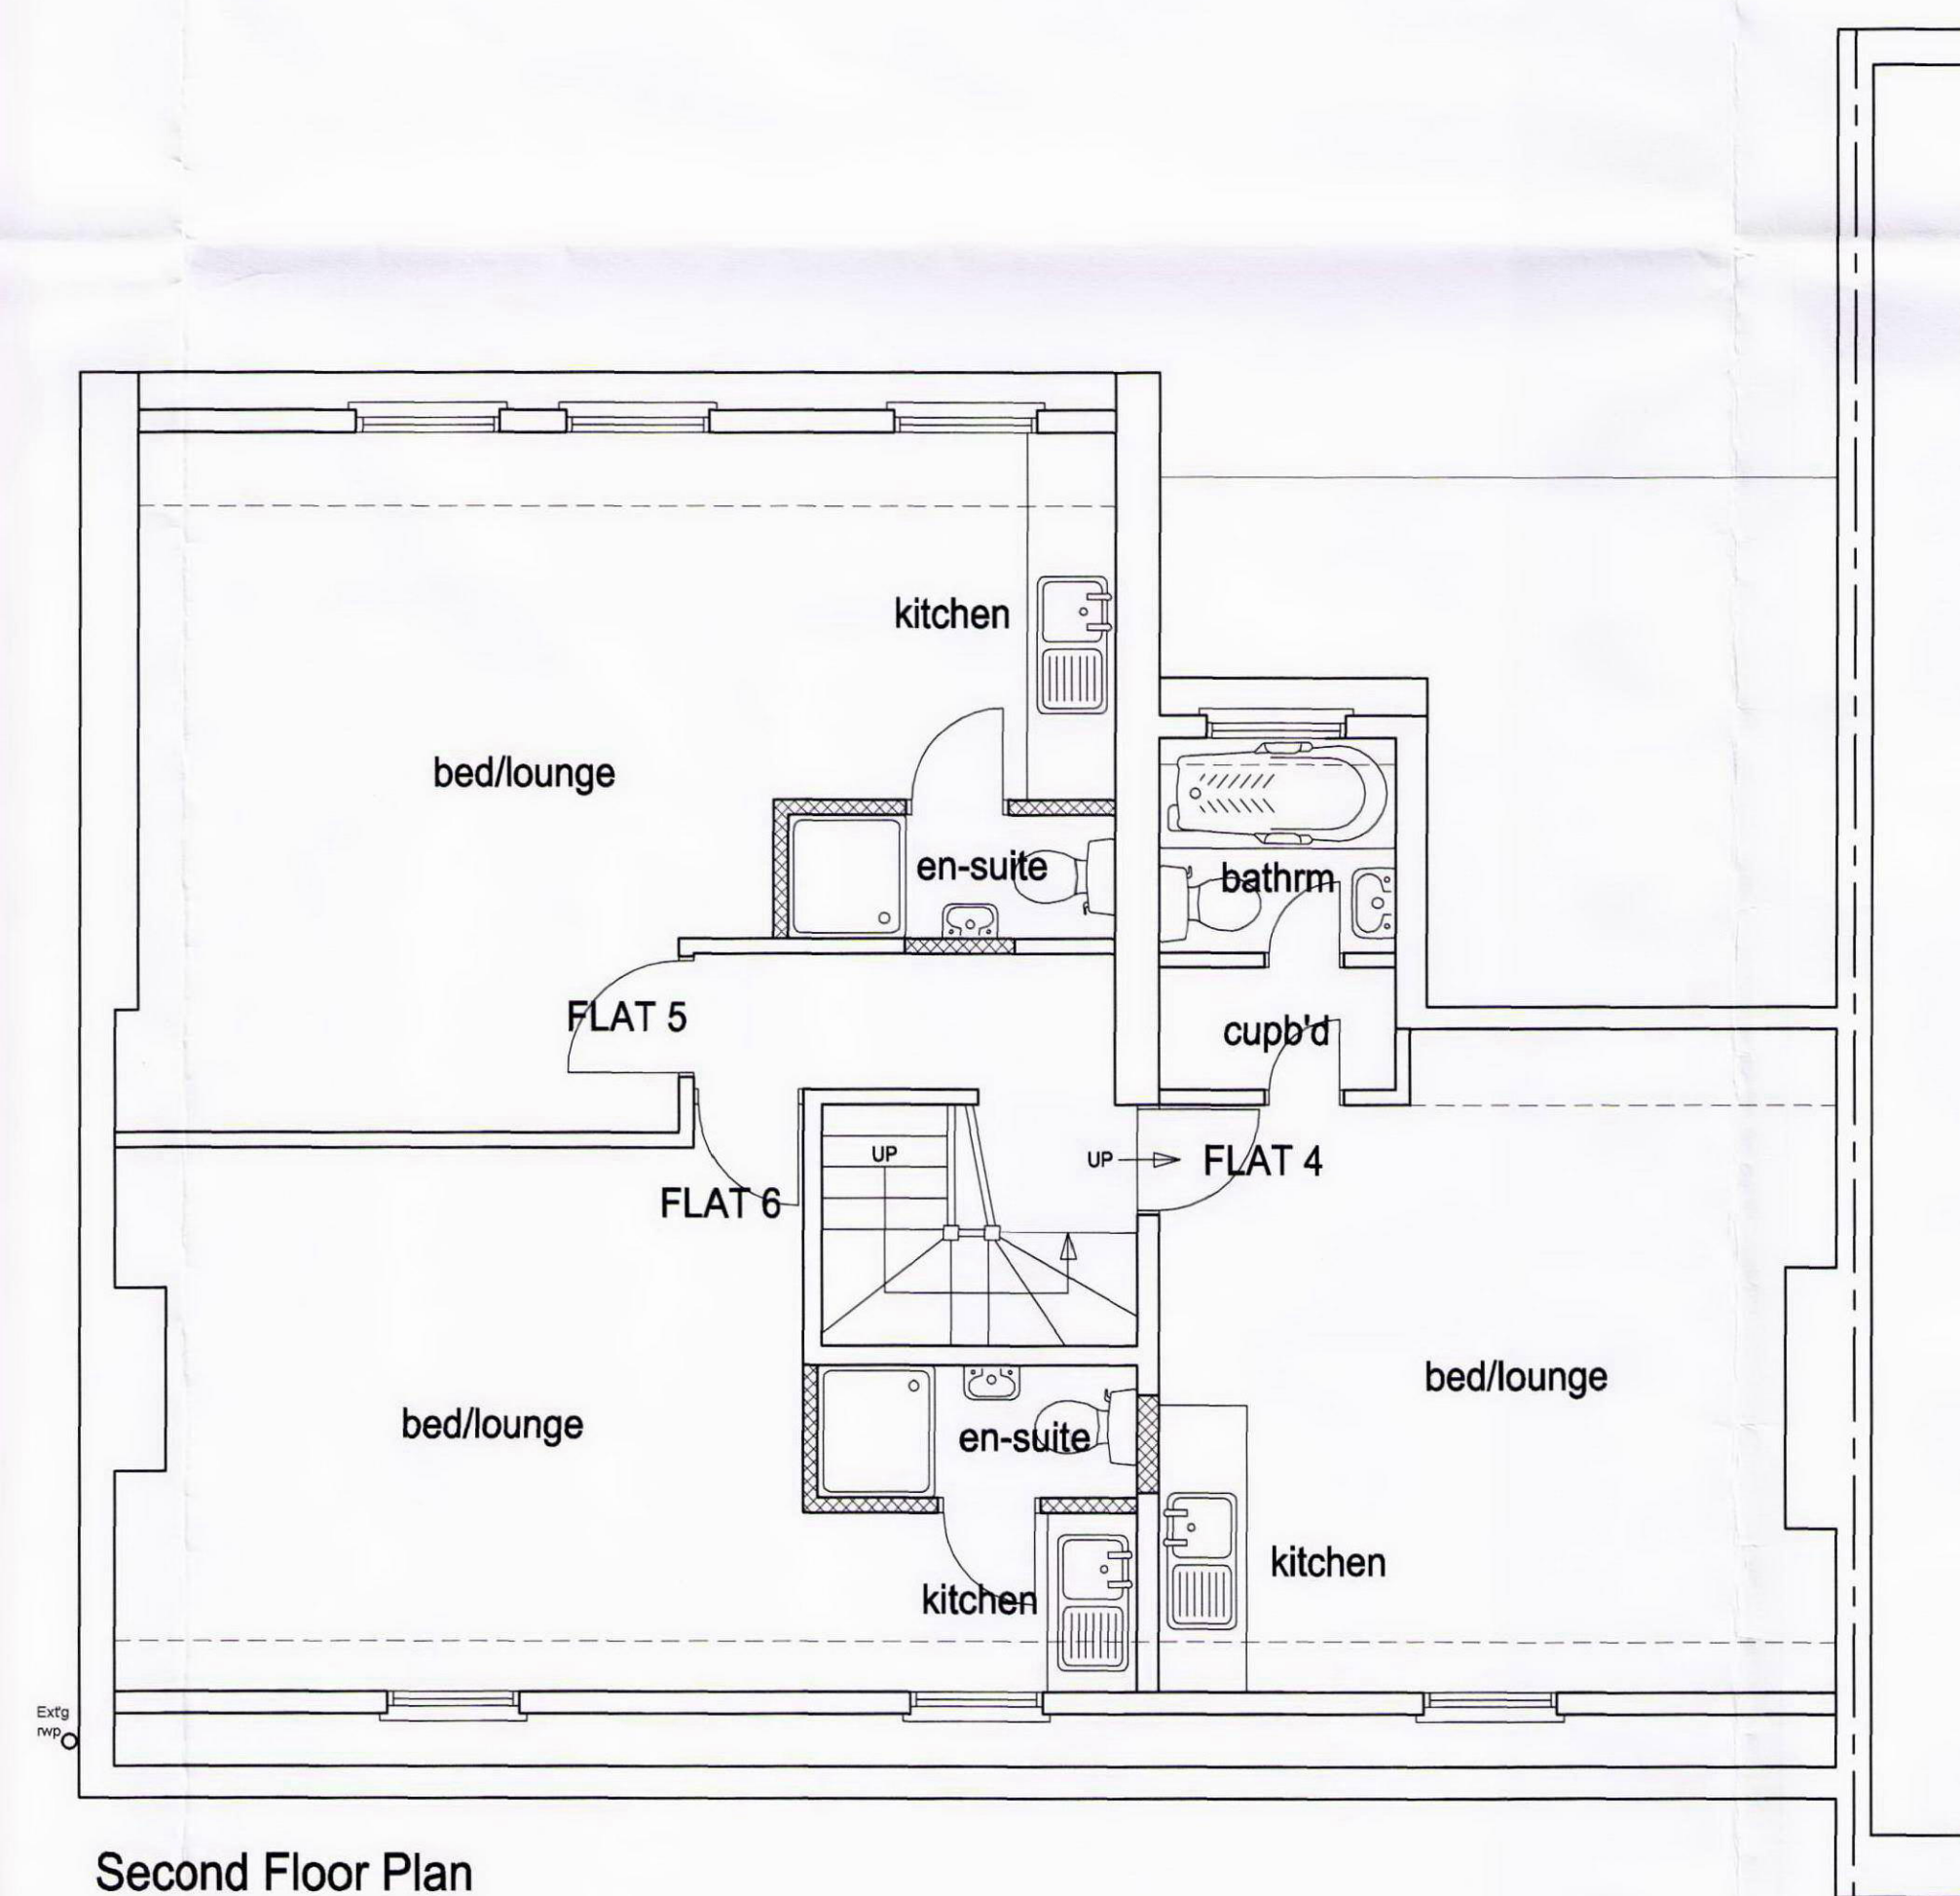 kitchen
bed/lounge
en-suite
bathrm
FLAT 5
cupb'd
UP
UP
FLAT 4
FLAT 6
bed/lounge
bed/lounge
en-suite
kitchen
kitchen
Ext'g
rwp
Second Floor Plan